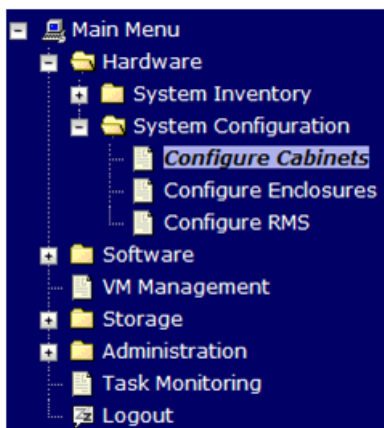 Main Menu
Hardware
System Inventory
System Configuration
Configure Cabinets
Configure Enclosures
Configure RMS
Software
VM Management
Storage
Administration
Task Monitoring
Logout